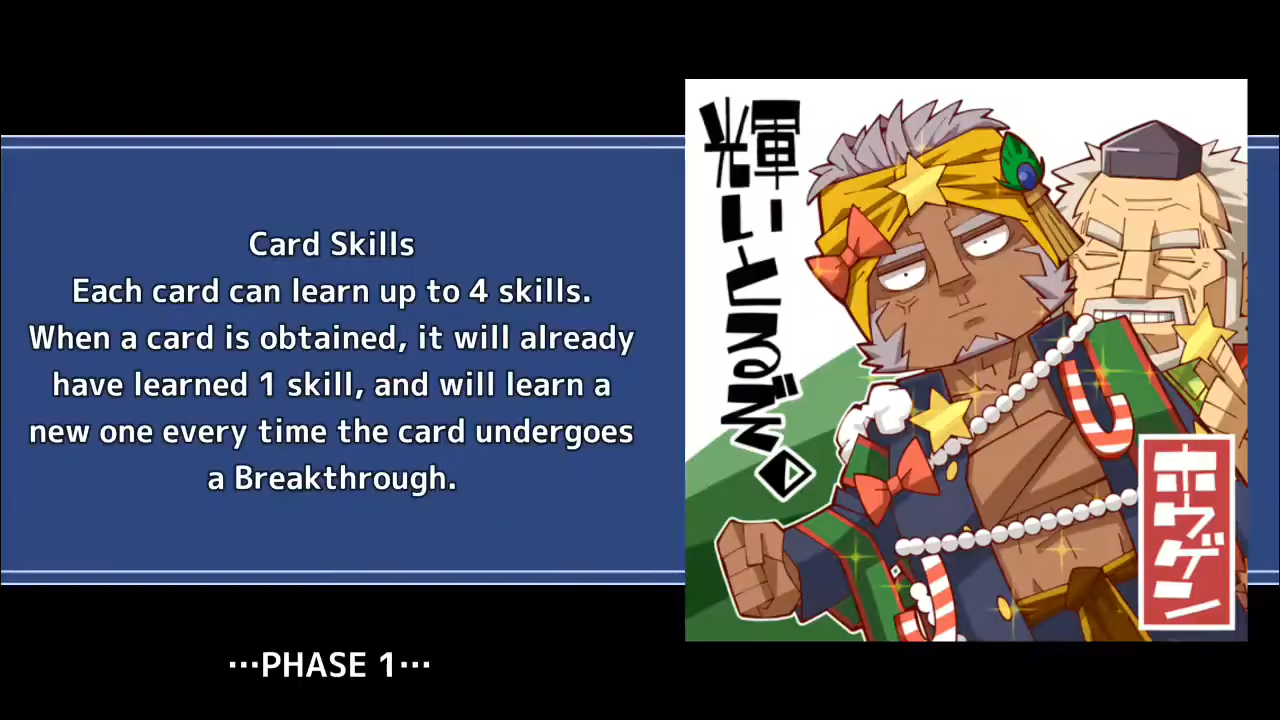 Card Skills
Each card can learn up to 4 skills.
When a card is obtained, it will already
have learned 1 skill, and will learn a
new one every time the card undergoes
a Breakthrough.
…PHASE 1…
輝いとるゾい
ホウゲン